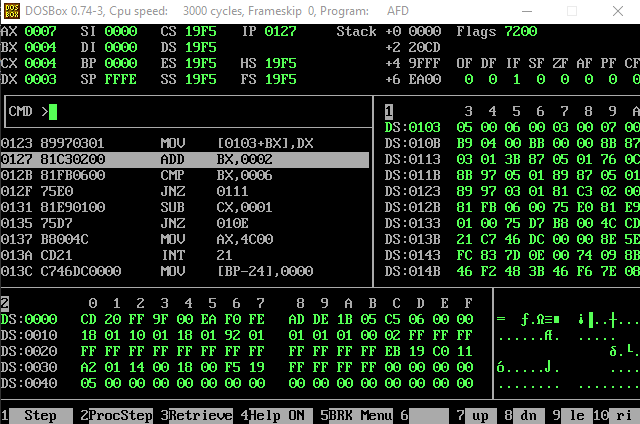 DOSBox 0.74-3, Cpu speed: 3000 cycles, Frameskip 0, Program: AFD
AX 0007 SI 0000 CS 19F5 IP 0127 Stack +0 0000 Flags 7200
BX 0004 DI 0000 DS 19F5 +2 20CD
CX 0004 BP 0000 ES 19F5 HS 19F5 +4 9FFF OF DF IF SF ZF AF PF CF
DX 0003 SP FFFE SS 19F5 FS 19F5 +6 EA00 0 0 1 0 0 0 0 0
CMD >
1 3 4 5 6 7 8 9 A
DS:0103 05 00 06 00 03 00 07 00
DS:010B B9 04 00 BB 00 00 8B 87
DS:0113 03 01 3B 87 05 01 76 0C
DS:011B 8B 97 05 01 89 87 05 01
DS:0123 89 97 03 01 81 C3 02 00
DS:012B 81 FB 06 00 75 E0 81 E9
DS:0133 01 00 75 D7 B8 00 4C CD
DS:013B 21 C7 46 DC 00 00 8E 5E
DS:0143 FC 83 7D 0E 00 74 09 8B
DS:014B 46 F2 48 3B 46 F6 7E 08
0123 89970301 MOV [0103+BX],DX
0127 81C30200 ADD BX,0002
012B 81FB0600 CMP BX,0006
012F 75E0 JNZ 0111
0131 81E90100 SUB CX,0001
0135 75D7 JNZ 010E
0137 B8004C MOV AX,4C00
013A CD21 INT 21
013C C746DC0000 MOV [BP-24],0000
2 0 1 2 3 4 5 6 7 8 9 A B C D E F
DS:0000 CD 20 FF 9F 00 EA F0 FE AD DE 1B 05 C5 06 00 00 = ƒ.Ω≡■ ¡▌..┼...
DS:0010 18 01 10 01 18 01 92 01 01 01 01 00 02 FF FF FF ......Æ. ....
DS:0020 FF FF FF FF FF FF FF FF FF FF FF FF EB 19 C0 11 δ.└.
DS:0030 A2 01 14 00 18 00 F5 19 FF FF FF FF 00 00 00 00 ó.....⌡. ....
DS:0040 05 00 00 00 00 00 00 00 00 00 00 00 00 00 00 00 ........ ........
1 Step 2 ProcStep 3 Retrieve 4 Help ON 5 BRK Menu 6 7 up 8 dn 9 le 10 ri